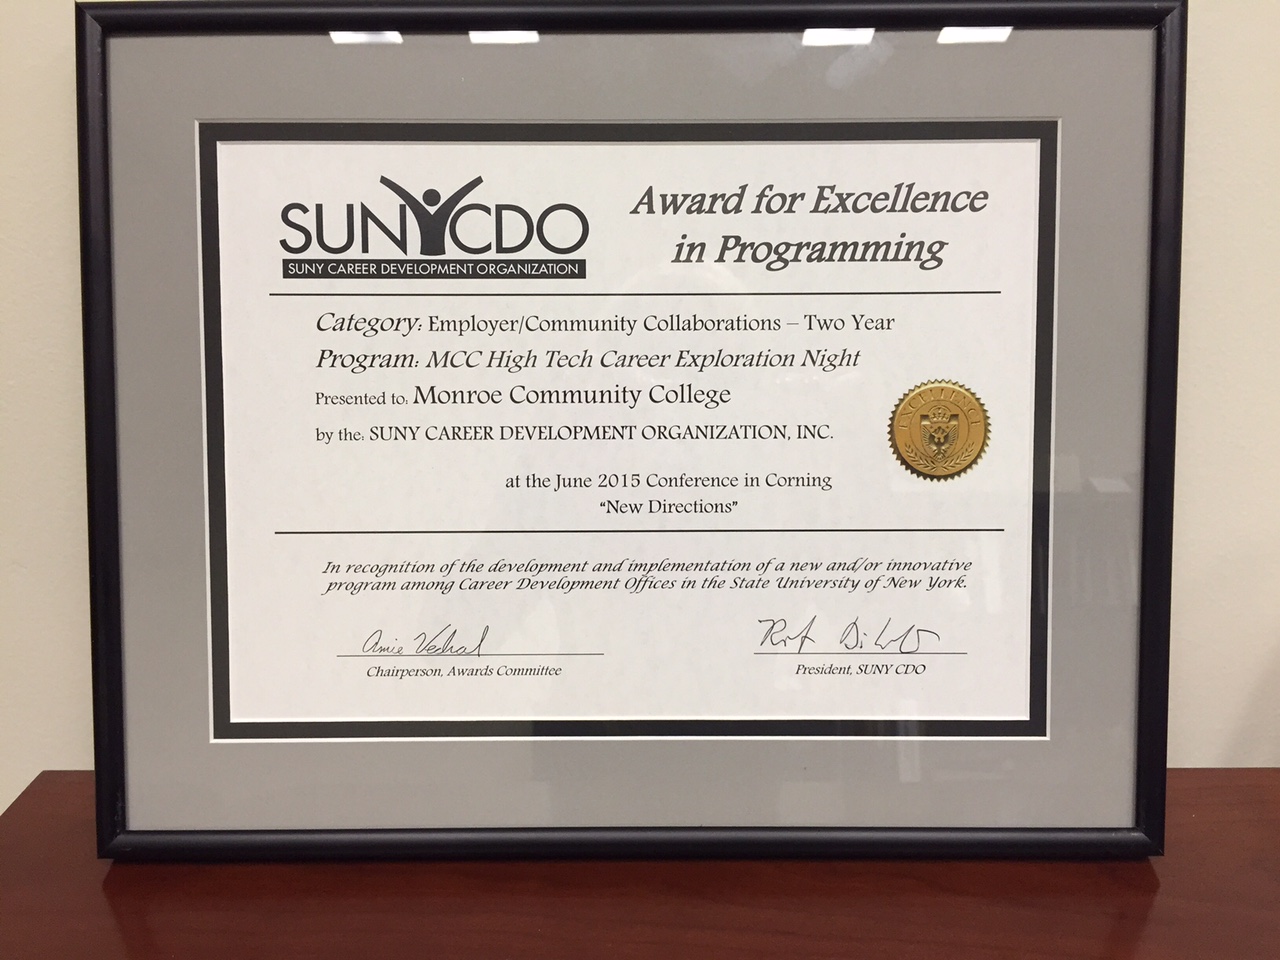 SUNYCDO
SUNY CAREER DEVELOPMENT ORGANIZATION
Award for Excellence
in Programming
Category: Employer/Community Collaborations – Two Year
Program: MCC High Tech Career Exploration Night
Presented to: Monroe Community College
by the: SUNY CAREER DEVELOPMENT ORGANIZATION, INC.
EXCELLENCE
at the June 2015 Conference in Corning
“New Directions”
In recognition of the development and implementation of a new and/or innovative
program among Career Development Offices in the State University of New York.
Chairperson, Awards Committee
President, SUNY CDO